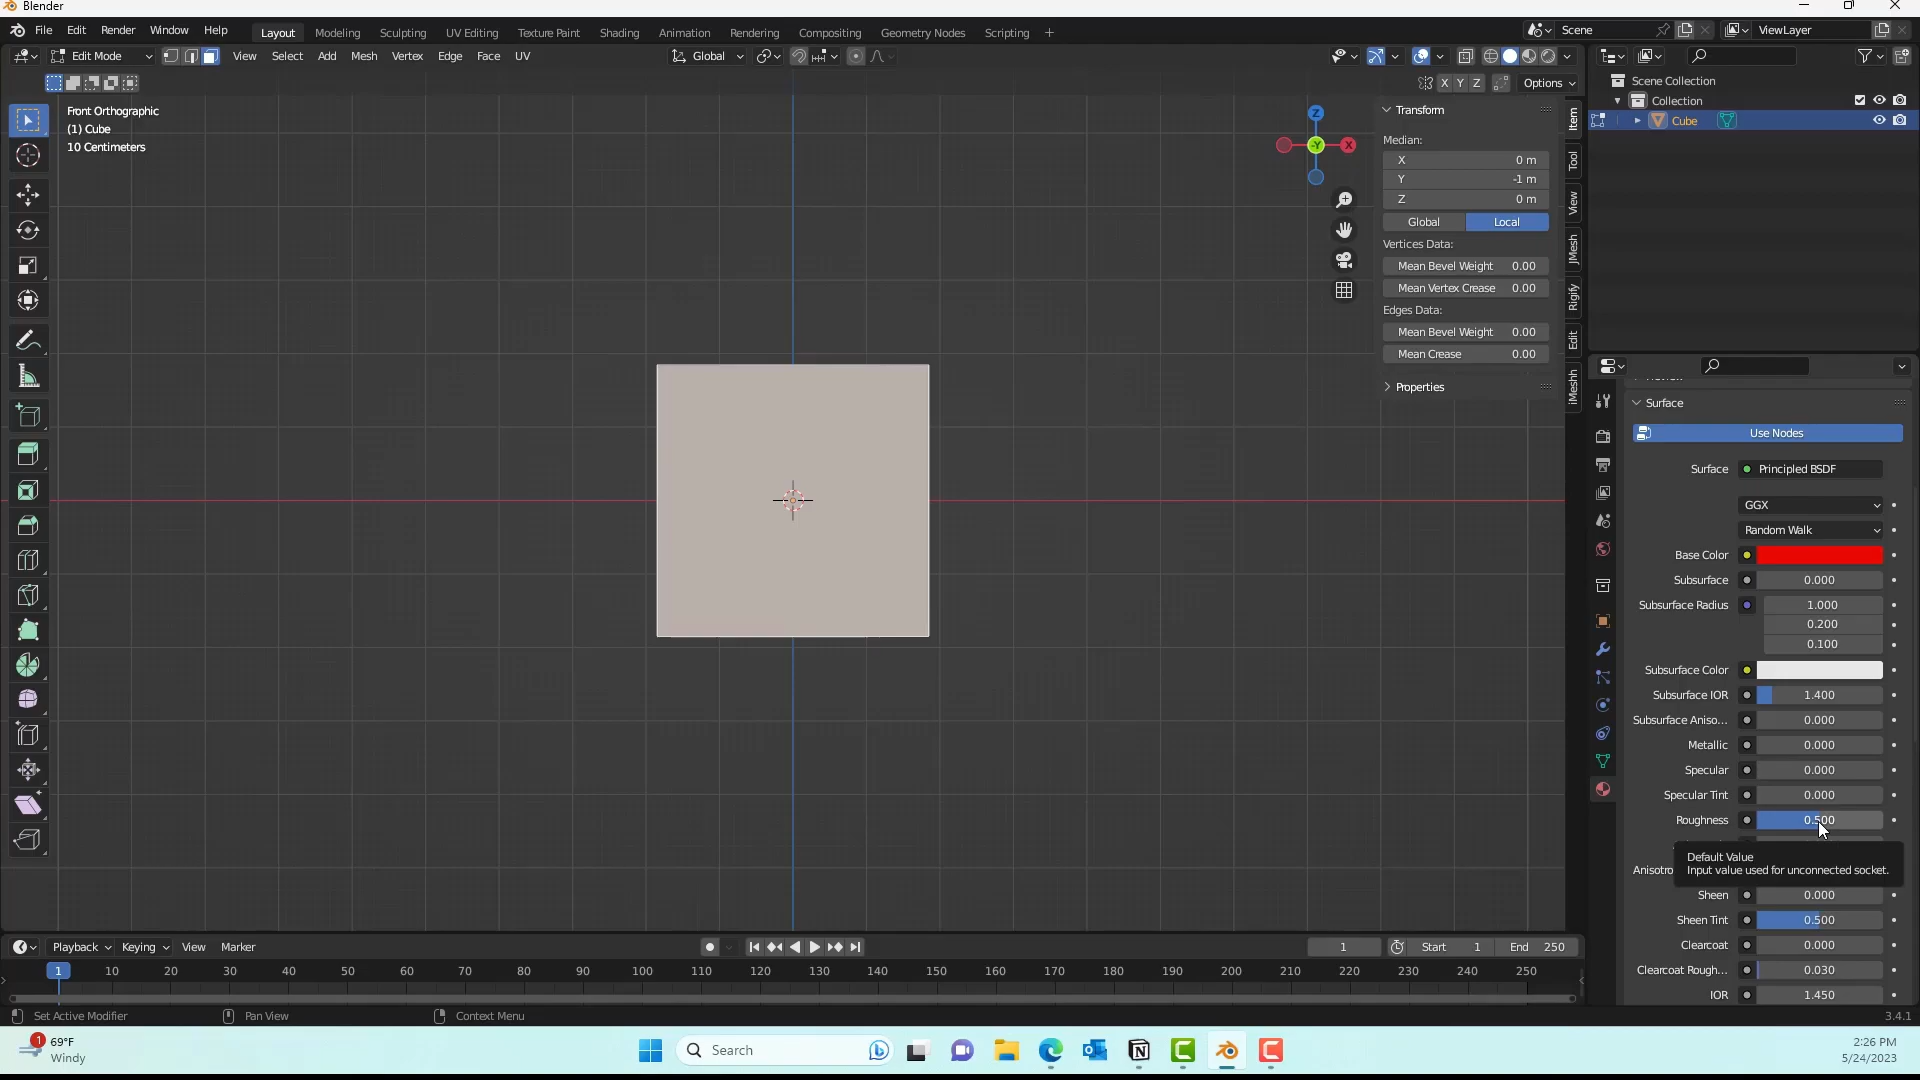 Blender
File Edit Render Window Help
Layout Modeling Sculpting UV Editing Texture Paint Shading Animation Rendering Compositing Geometry Nodes Scripting +
Scene
ViewLayer
Edit Mode
View Select Add Mesh Vertex Edge Face UV
Global
X Y Z
Options
Front Orthographic
(1) Cube
10 Centimeters
Z
-Y
X
Transform
Median:
X 0 m
Y -1 m
Z 0 m
Global Local
Vertices Data:
Mean Bevel Weight 0.00
Mean Vertex Crease 0.00
Edges Data:
Mean Bevel Weight 0.00
Mean Crease 0.00
Properties
Item
Tool
View
JMesh
Rigify
Edit
iMeshh
Scene Collection
Collection
Cube
Surface
Use Nodes
Surface Principled BSDF
GGX
Random Walk
Base Color
Subsurface 0.000
Subsurface Radius 1.000
0.200
0.100
Subsurface Color
Subsurface IOR 1.400
Subsurface Aniso... 0.000
Metallic 0.000
Specular 0.000
Specular Tint 0.000
Roughness 0.500
Default Value
Anisotro
Input value used for unconnected socket.
Sheen 0.000
Sheen Tint 0.500
Clearcoat 0.000
Clearcoat Rough... 0.030
IOR 1.450
Playback Keying View Marker
1
Start 1 End 250
1 10 20 30 40 50 60 70 80 90 100 110 120 130 140 150 160 170 180 190 200 210 220 230 240 250
Set Active Modifier
Pan View
Context Menu
3.4.1
1
69°F
Windy
Search
2:26 PM
5/24/2023